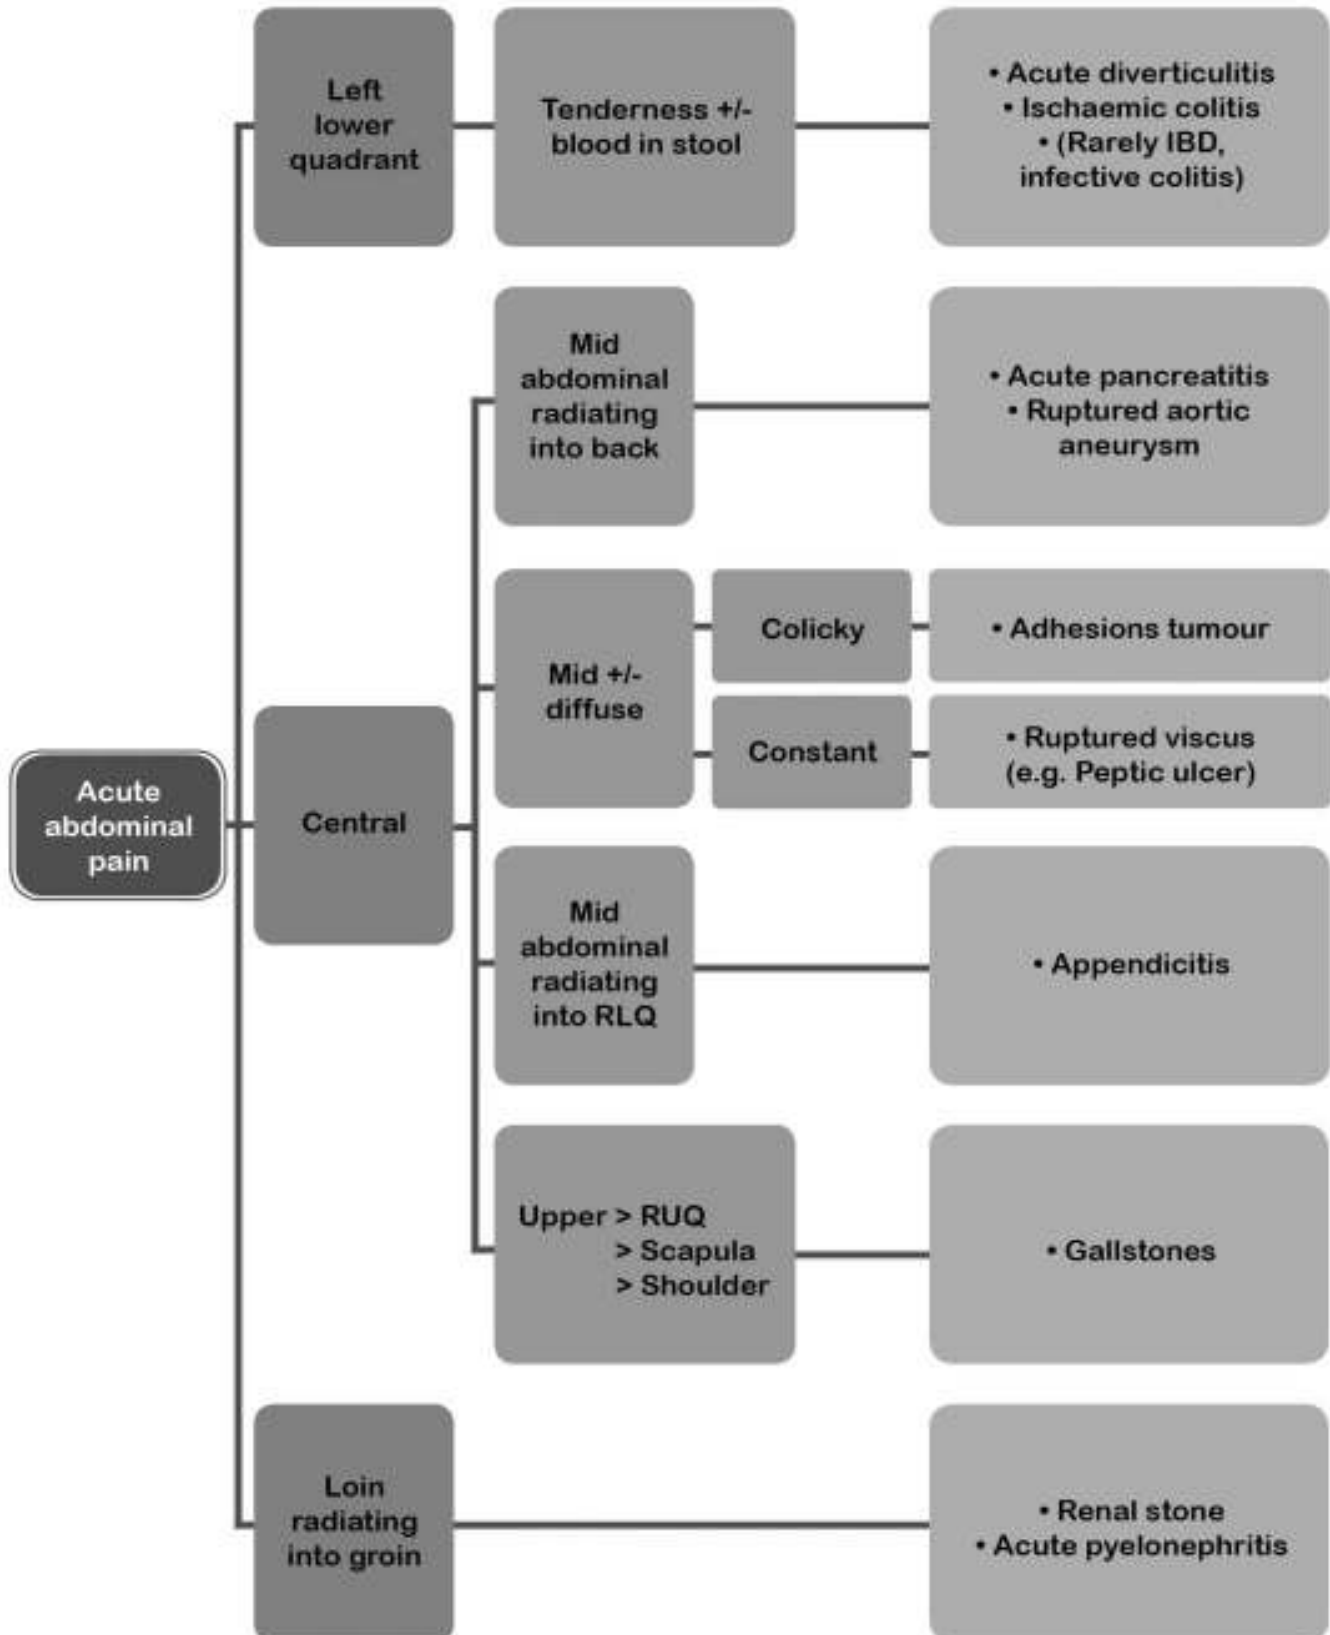 Left
lower
quadrant
Tenderness +/-
blood in stool
• Acute diverticulitis
• Ischaemic colitis
• (Rarely IBD,
infective colitis)
Mid
abdominal
radiating
into back
• Acute pancreatitis
• Ruptured aortic
aneurysm
Mid +/-
diffuse
Colicky
• Adhesions tumour
Constant
• Ruptured viscus
(e.g. Peptic ulcer)
Acute
abdominal
pain
Central
Mid
abdominal
radiating
into RLQ
• Appendicitis
Upper > RUQ
> Scapula
> Shoulder
• Gallstones
Loin
radiating
into groin
• Renal stone
• Acute pyelonephritis